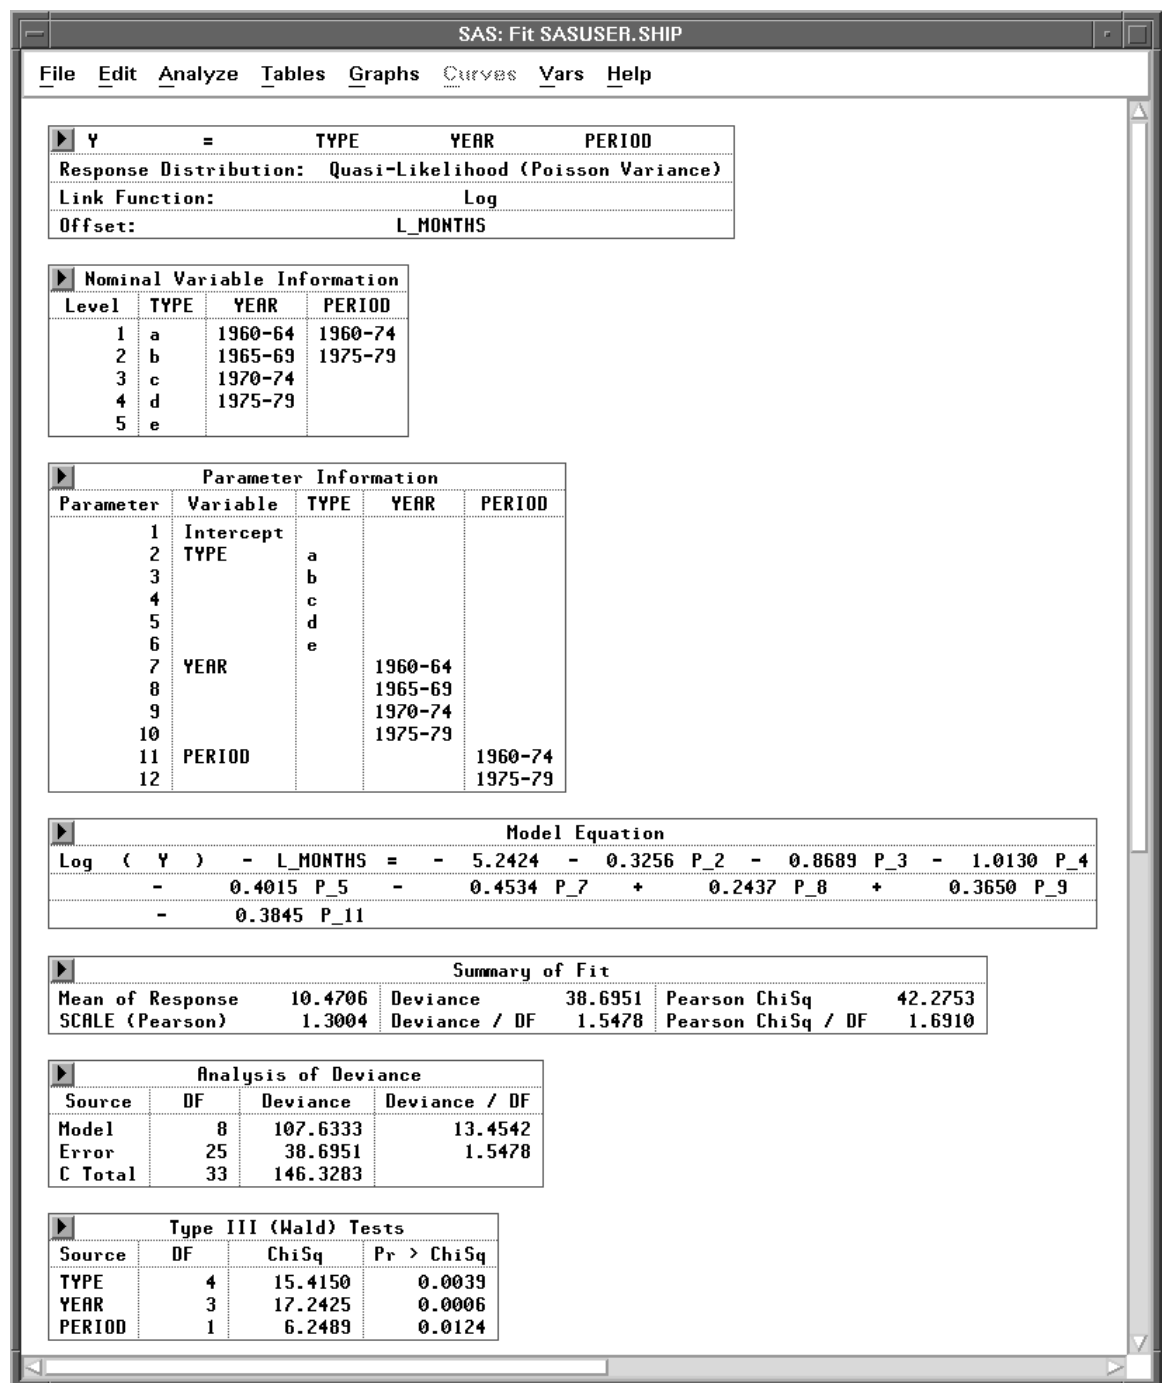 SAS: Fit SASUSER.SHIP
File Edit Analyze Tables Graphs Curves Vars Help
Y = TYPE YEAR PERIOD
Response Distribution: Quasi-Likelihood (Poisson Variance)
Link Function: Log
Offset: L_MONTHS
Nominal Variable Information
Level TYPE YEAR PERIOD
1 a 1960-64 1960-74
2 b 1965-69 1975-79
3 c 1970-74
4 d 1975-79
5 e
Parameter Information
Parameter Variable TYPE YEAR PERIOD
1 Intercept
2 TYPE a
3 b
4 c
5 d
6 e
7 YEAR 1960-64
8 1965-69
9 1970-74
10 1975-79
11 PERIOD 1960-74
12 1975-79
Model Equation
Log ( Y ) - L_MONTHS = - 5.2424 - 0.3256 P_2 - 0.8689 P_3 - 1.0130 P_4
- 0.4015 P_5 - 0.4534 P_7 + 0.2437 P_8 + 0.3650 P_9
- 0.3845 P_11
Summary of Fit
Mean of Response 10.4706 Deviance 38.6951 Pearson ChiSq 42.2753
SCALE (Pearson) 1.3004 Deviance / DF 1.5478 Pearson ChiSq / DF 1.6910
Analysis of Deviance
Source DF Deviance Deviance / DF
Model 8 107.6333 13.4542
Error 25 38.6951 1.5478
C Total 33 146.3283
Type III (Wald) Tests
Source DF ChiSq Pr > ChiSq
TYPE 4 15.4150 0.0039
YEAR 3 17.2425 0.0006
PERIOD 1 6.2489 0.0124